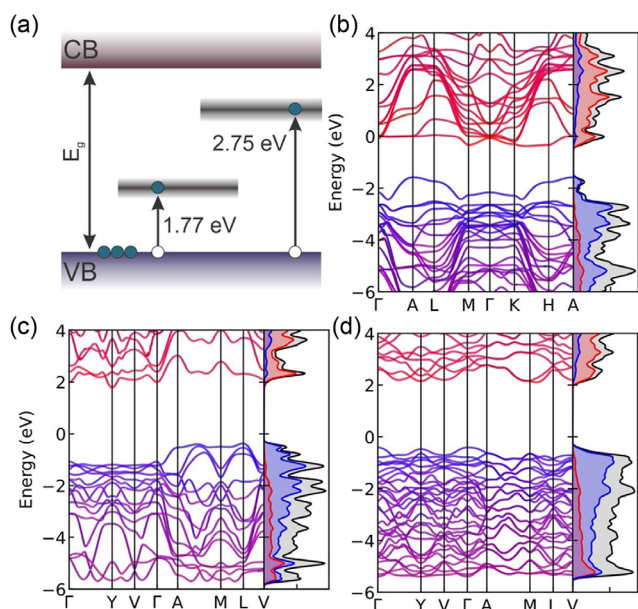 (a)
CB
E_g
2.75 eV
1.77 eV
VB
(b)
Energy (eV)
4
2
0
−2
−4
−6
Γ A L M Γ K H A
(c)
Energy (eV)
4
2
0
−2
−4
−6
Γ Y V Γ A M L V
(d)
4
2
0
−2
−4
−6
Γ Y V Γ A M L V